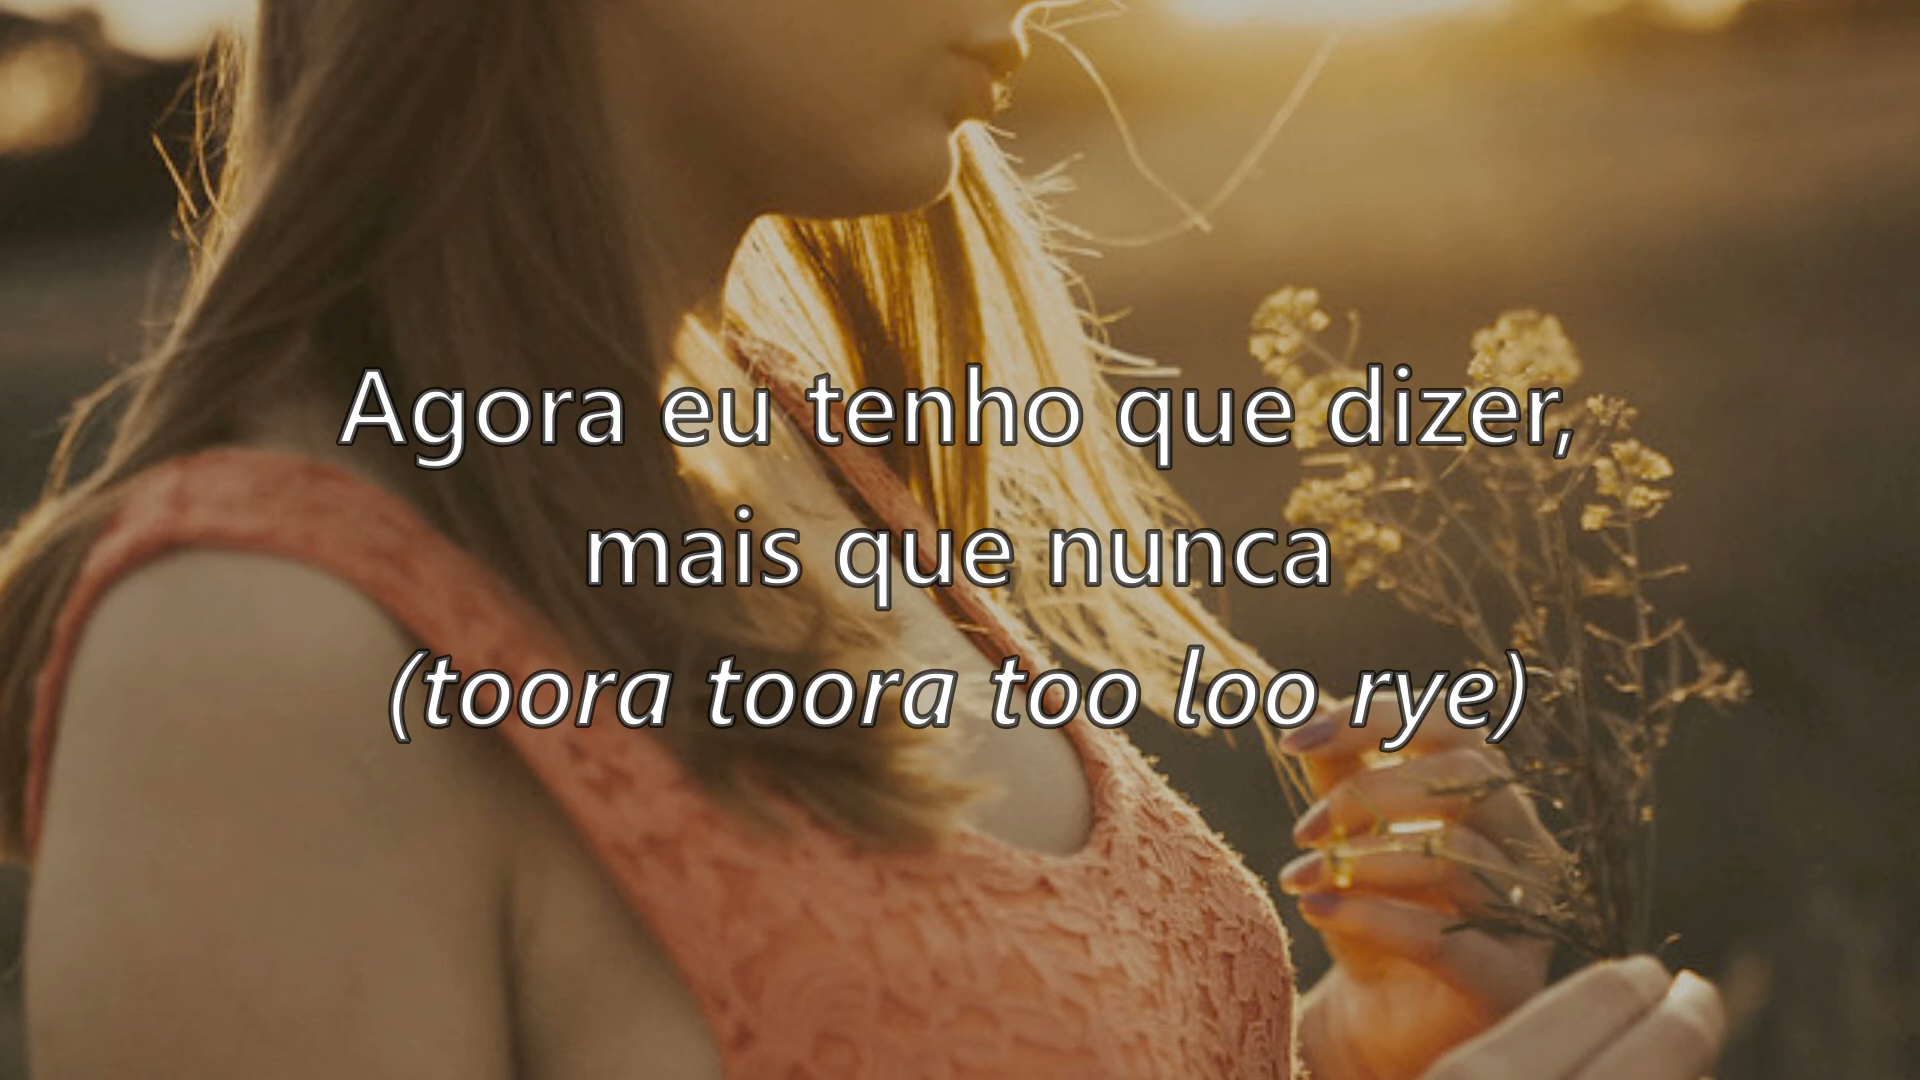 Agora eu tenho que dizer,
mais que nunca
(toora toora too loo rye)